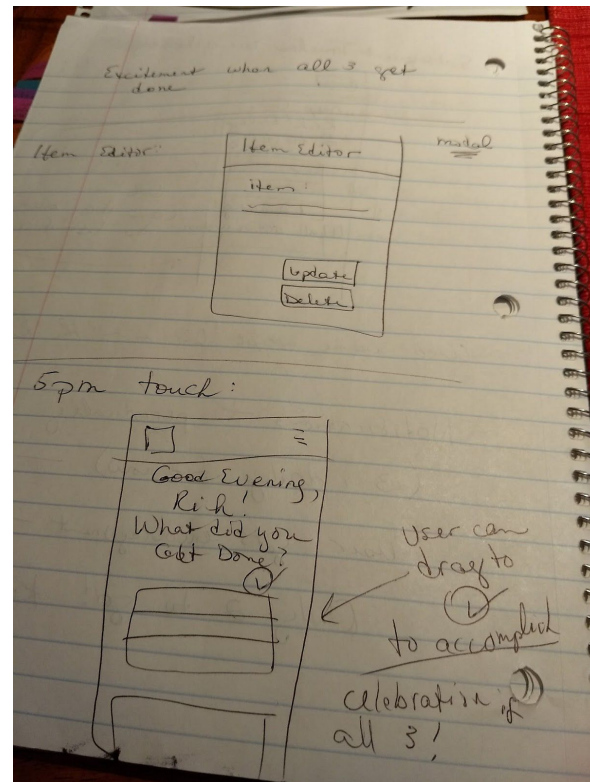 Excitement when all 3 get
done
Item Editor:
Item Editor
modal
item:
Update
Delete
5pm touch:
Good Evening,
Rich!
What did you
Get Done?
User can
drag to
to accomplish
celebration if
all 3!